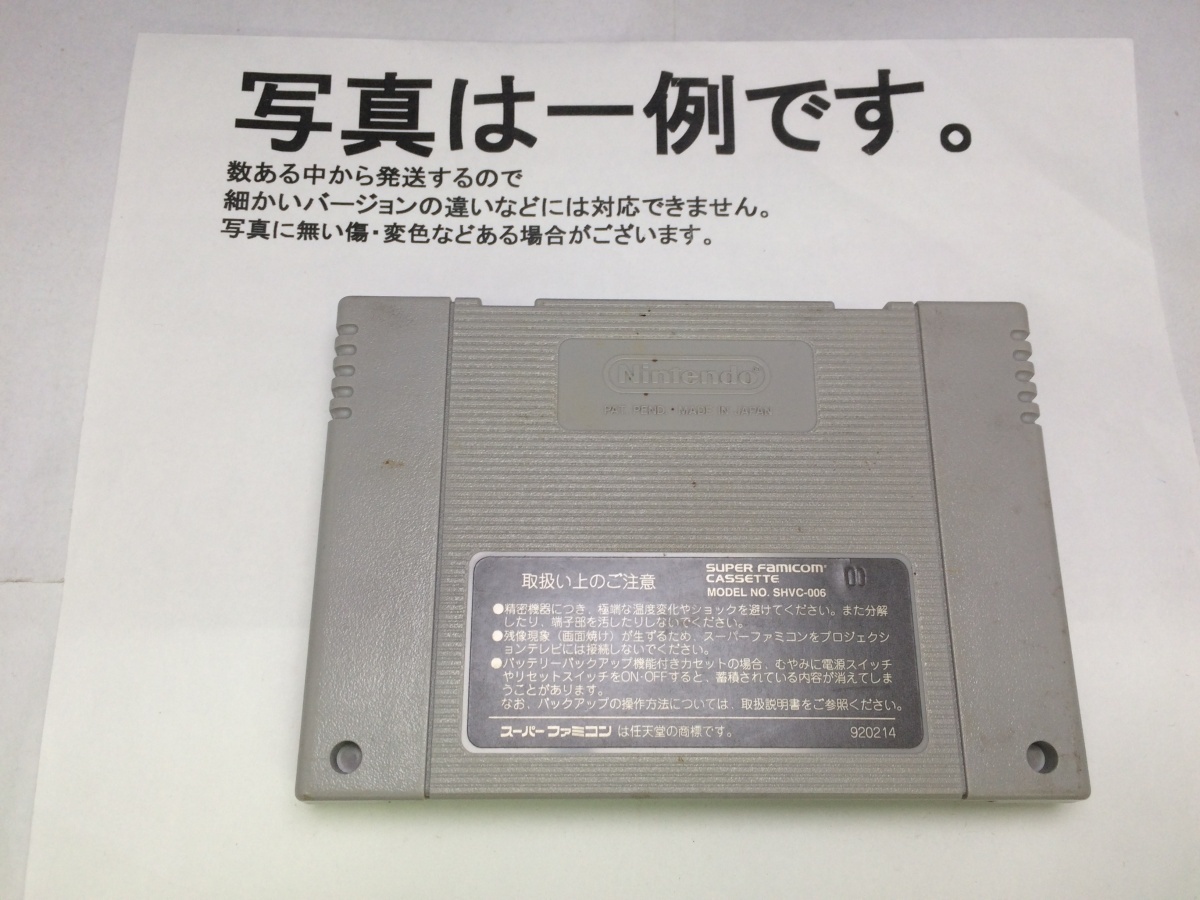 写真は一例です。
数ある中から発送するので
細かいバージョンの違いなどには対応できません。
写真に無い傷・変色などある場合がございます。
Nintendo®
PAT. PEND. • MADE IN JAPAN
取扱い上のご注意
SUPER FAMICOM
CASSETTE
MODEL NO. SHVC-006
●精密機器につき、極端な温度変化やショックを避けてください。また分解
したり、端子部を汚したりしないでください。
●残像現象（画面焼け）が生ずるため、スーパーファミコンをプロジェクシ
ョンテレビには接続しないでください。
●バッテリーバックアップ機能付きカセットの場合、むやみに電源スイッチ
やリセットスイッチをON-OFFすると、蓄積されている内容が消えてしま
うことがあります。
なお、バックアップの操作方法については、取扱説明書をご参照ください。
スーパーファミコンは任天堂の商標です。
920214